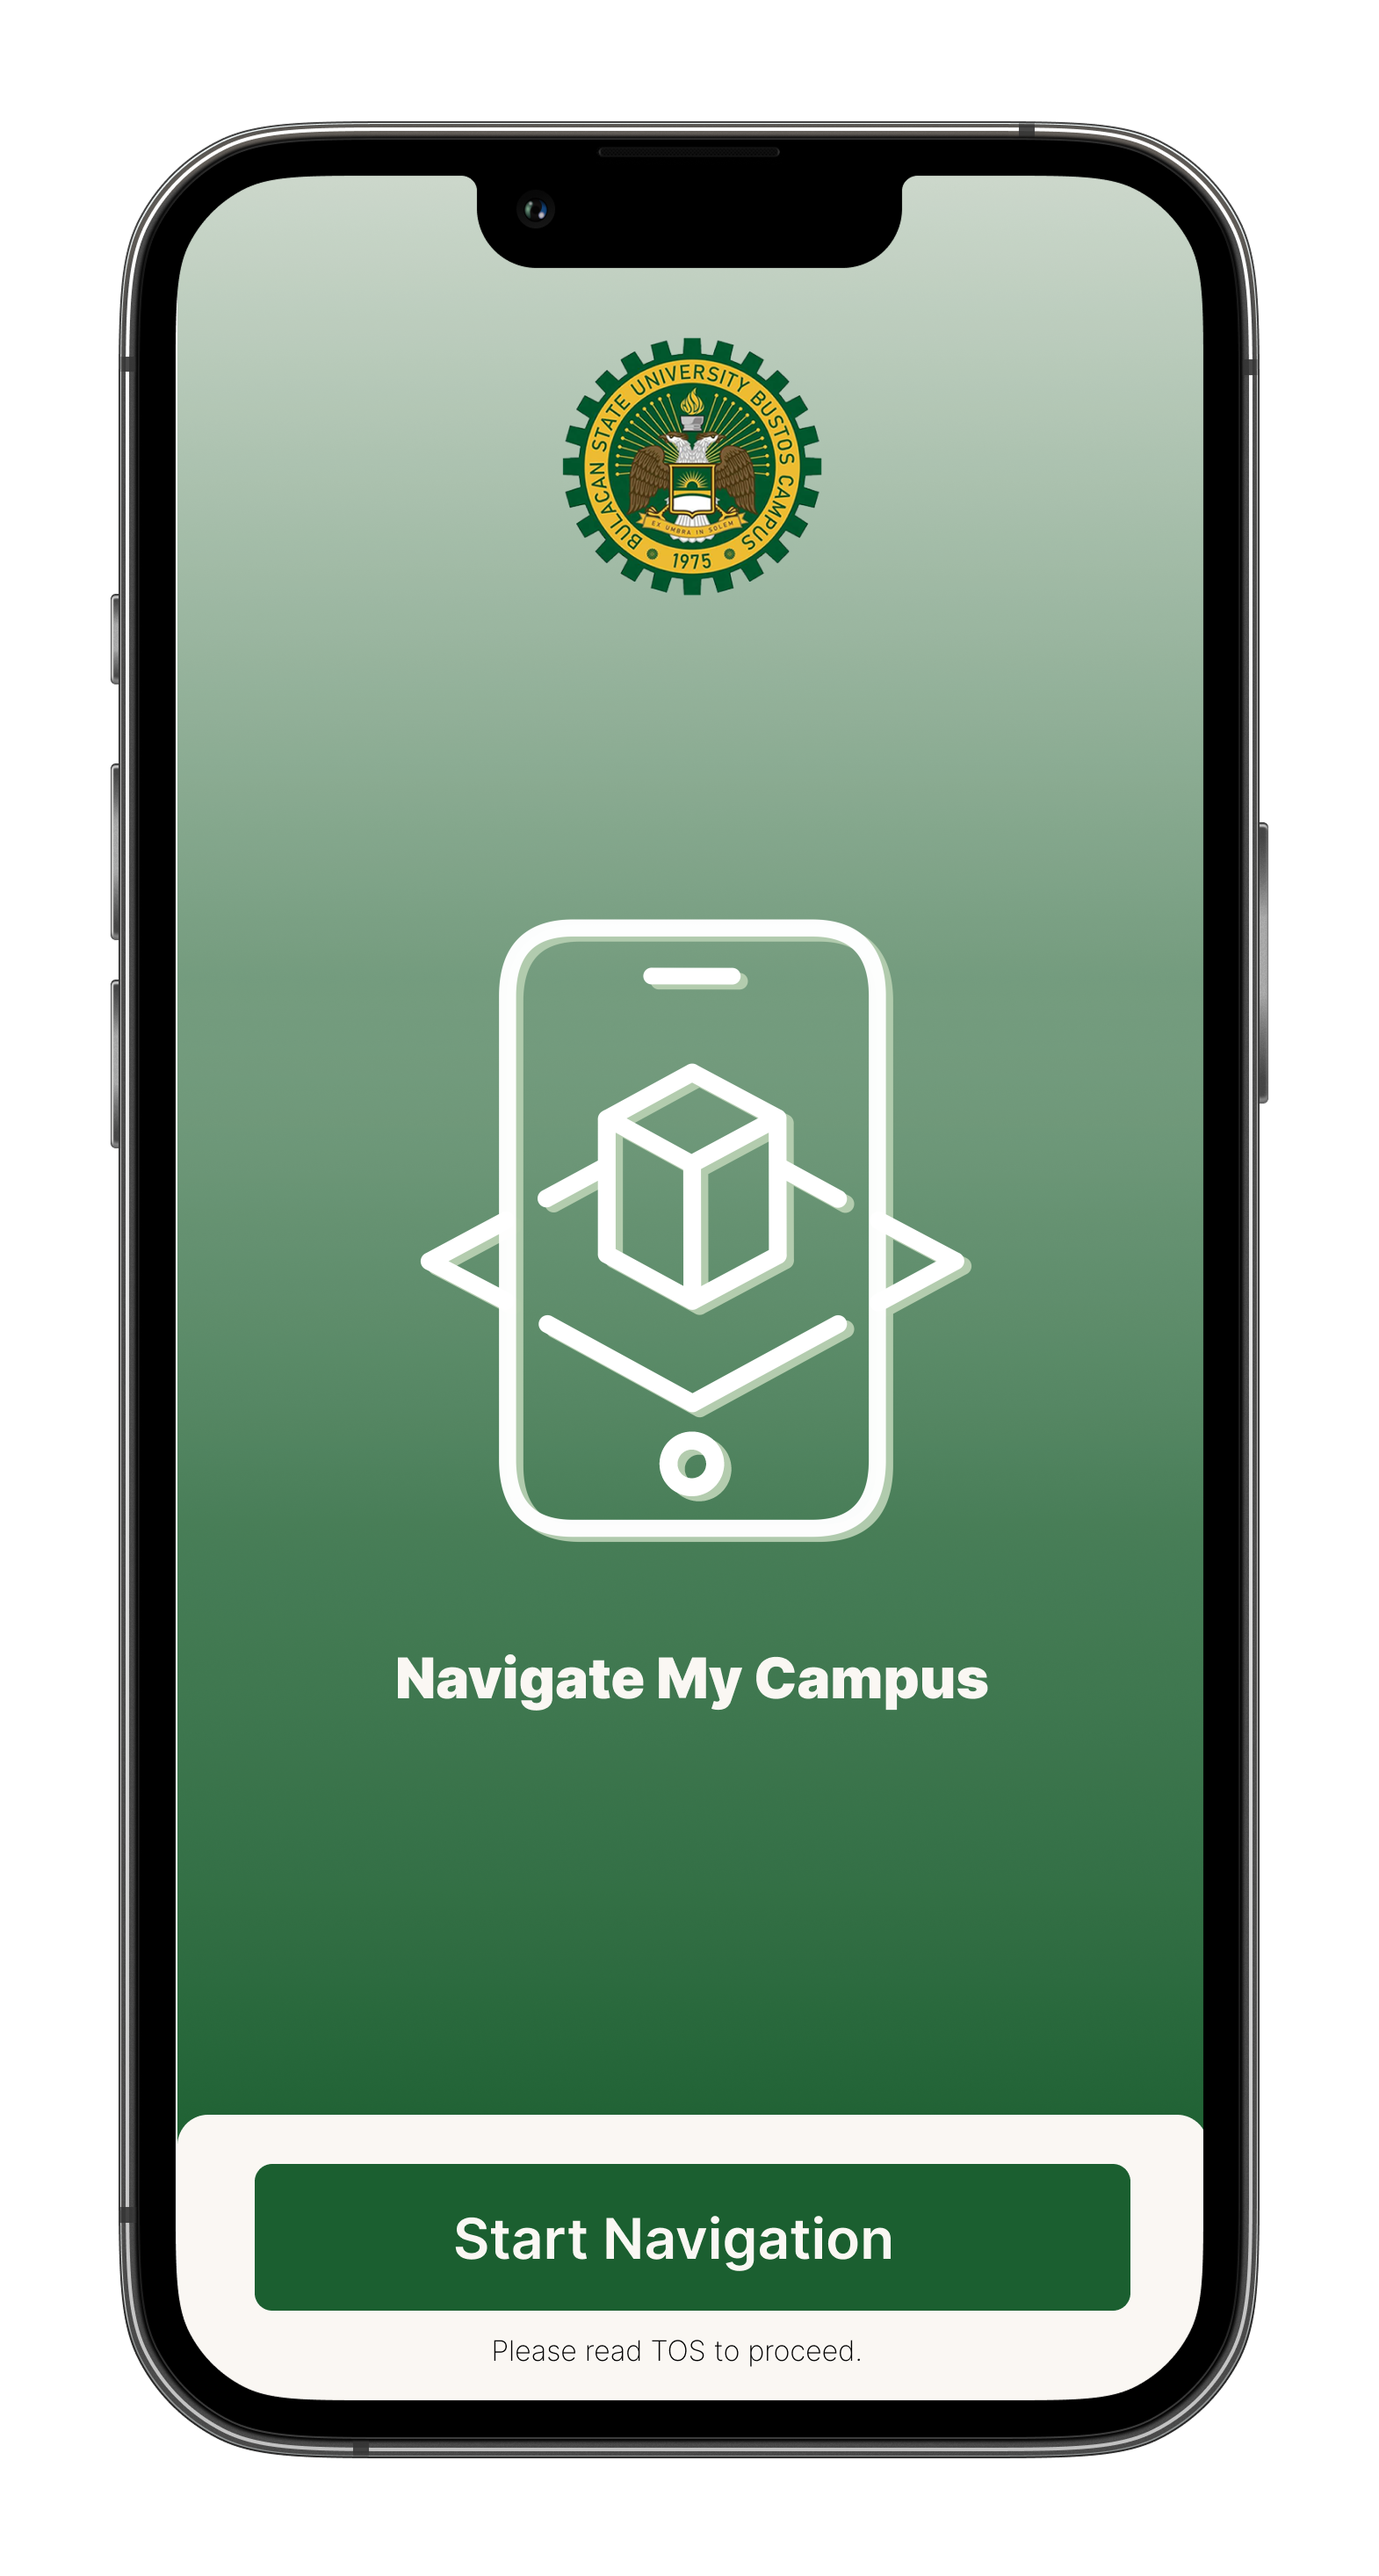 BULACAN STATE UNIVERSITY BUSTOS CAMPUS
EX UMBRA IN SOLEM
1975
Navigate My Campus
Start Navigation
Please read TOS to proceed.